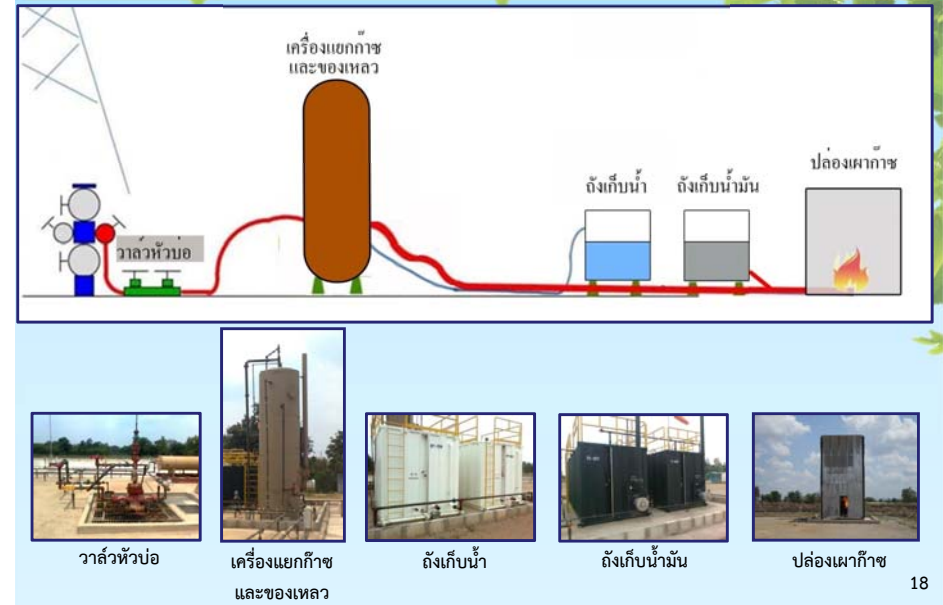 เครื่องแยกก๊าซ
และของเหลว
ปล่องเผาก๊าซ
ถังเก็บน้ำ
ถังเก็บน้ำมัน
วาล์วหัวบ่อ
วาล์วหัวบ่อ
เครื่องแยกก๊าซ
และของเหลว
ถังเก็บน้ำ
ถังเก็บน้ำมัน
ปล่องเผาก๊าซ
18